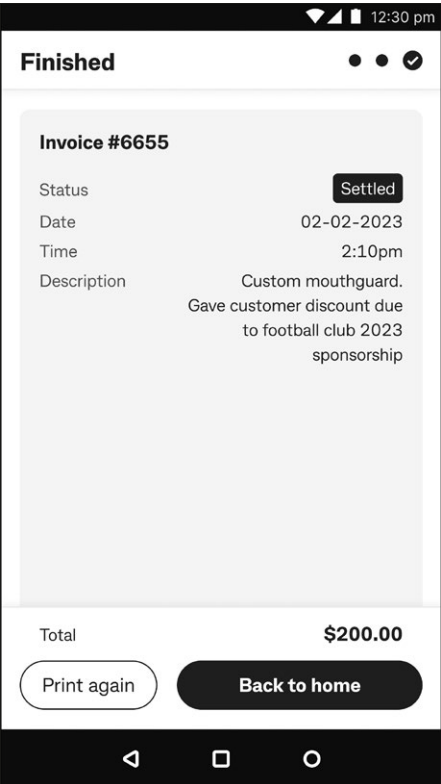 12:30 pm
Finished
Invoice #6655
Status Settled
Date 02-02-2023
Time 2:10pm
Description Custom mouthguard.
Gave customer discount due
to football club 2023
sponsorship
Total $200.00
Print again Back to home